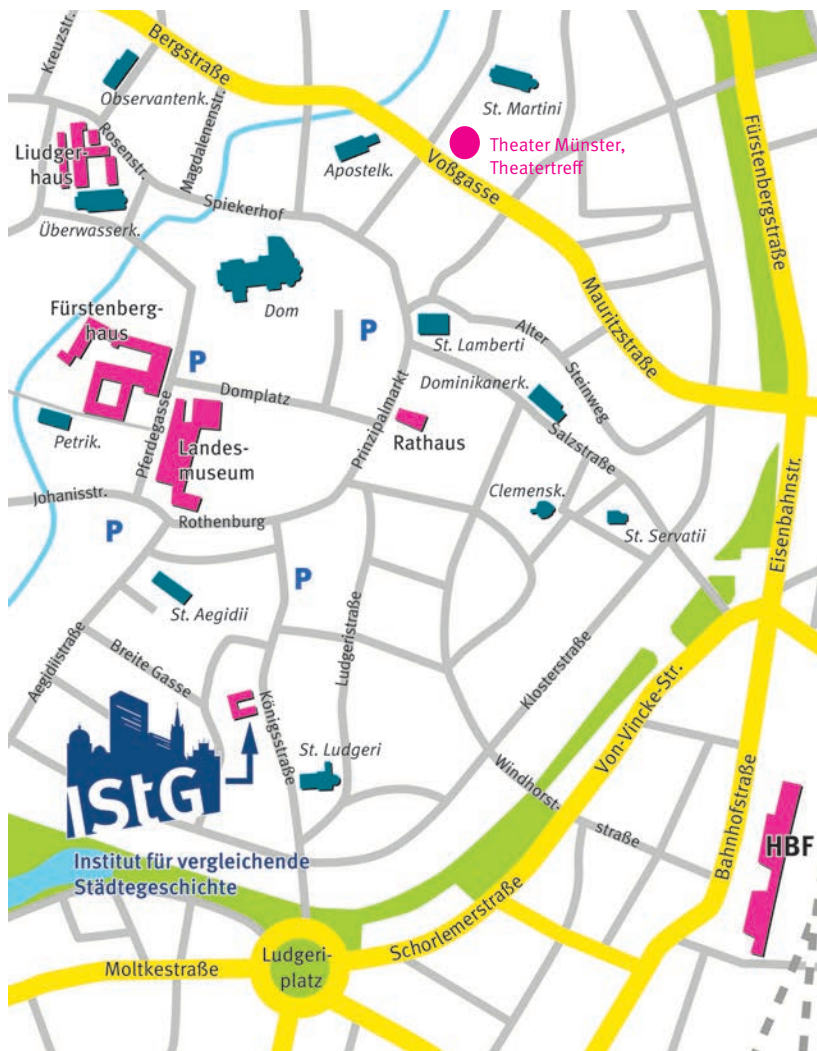 Kreuzstr.
Bergstraße
Observantenk.
St. Martini
Fürstenbergstraße
Liudger-
haus
Rosenstr.
Magdalenenstr.
Apostelk.
Theater Münster,
Theatertreff
Voßgasse
Überwasserk.
Spiekerhof
Dom
Mauritzstraße
Fürstenberg-
haus
P
P
St. Lamberti
Alter
Steinweg
Dominikanerk.
Domplatz
Prinzipalmarkt
Rathaus
Salzstraße
Petrik.
Pferdegasse
Landes-
museum
Johanisstr.
Rothenburg
Clemensk.
St. Servatii
Eisenbahnstr.
P
P
St. Aegidii
Aegidiistraße
Breite Gasse
Ludgeristraße
Klosterstraße
Königsstraße
Von-Vincke-Str.
St. Ludgeri
Windhorst-
straße
IStG
Institut für vergleichende
Städtegeschichte
Bahnhofstraße
HBF
Schorlemerstraße
Moltkestraße
Ludgeri-
platz